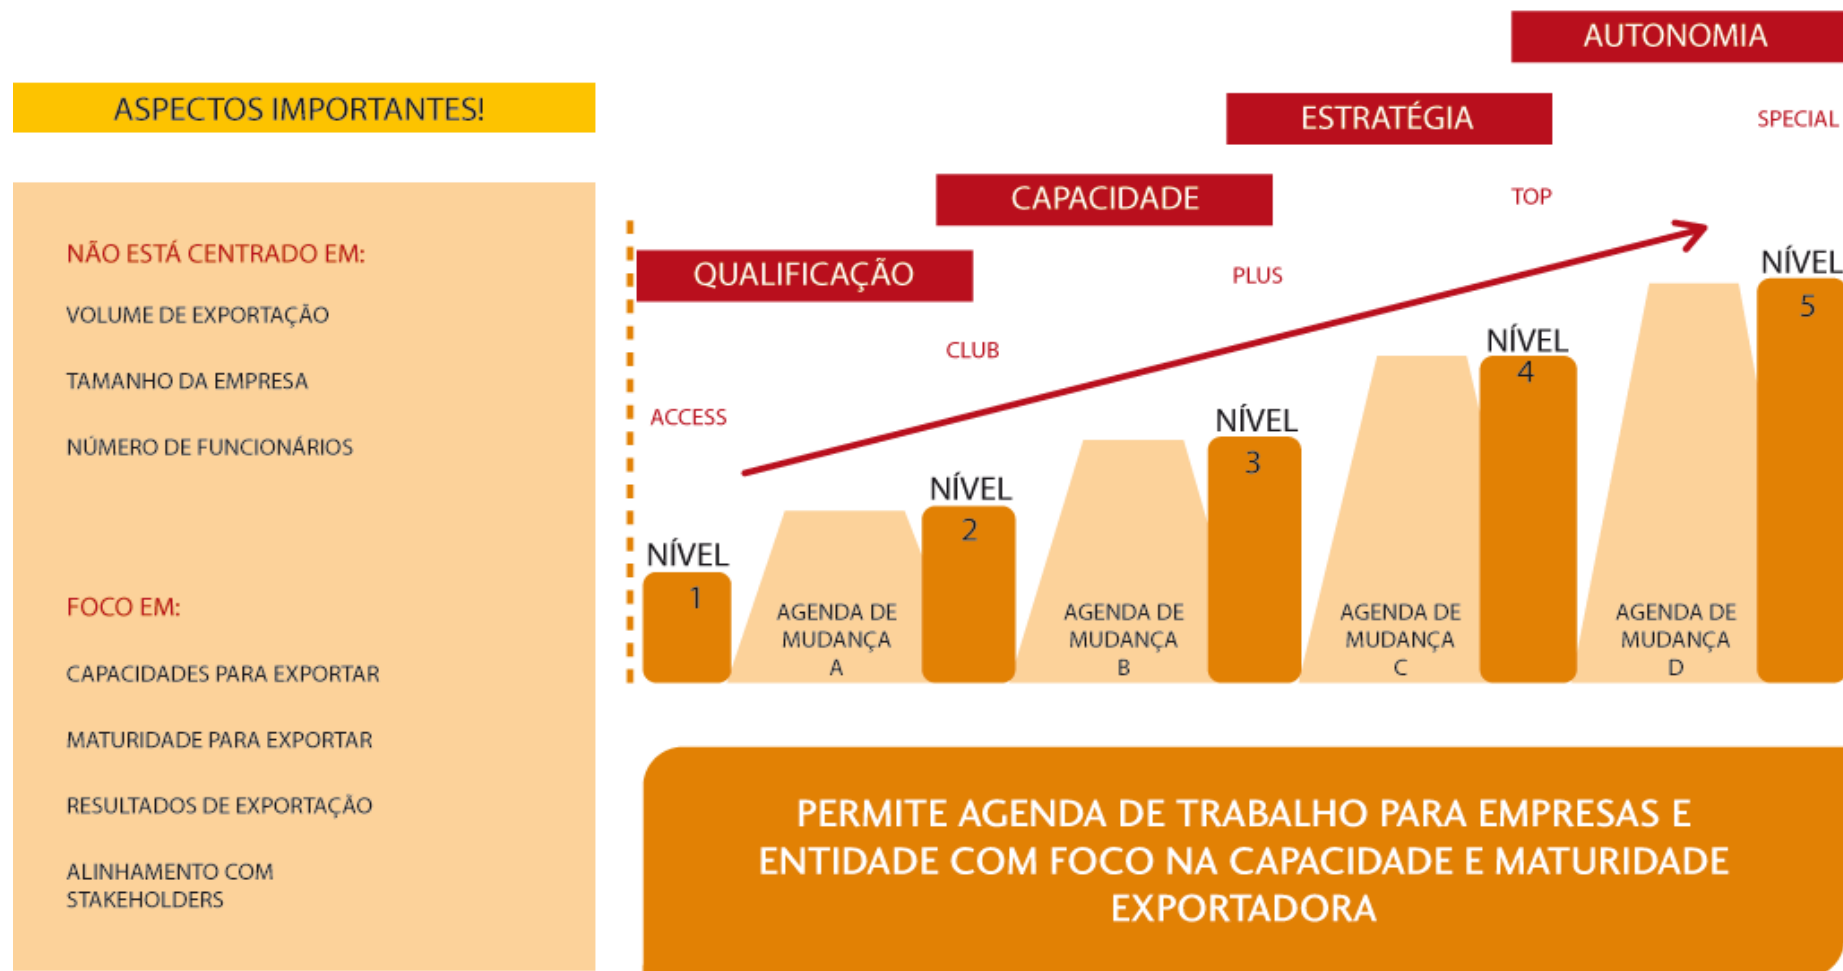 ASPECTOS IMPORTANTES!
NÃO ESTÁ CENTRADO EM:
VOLUME DE EXPORTAÇÃO
TAMANHO DA EMPRESA
NÚMERO DE FUNCIONÁRIOS
FOCO EM:
CAPACIDADES PARA EXPORTAR
MATURIDADE PARA EXPORTAR
RESULTADOS DE EXPORTAÇÃO
ALINHAMENTO COM
STAKEHOLDERS
QUALIFICAÇÃO
CAPACIDADE
ESTRATÉGIA
AUTONOMIA
ACCESS
CLUB
PLUS
TOP
SPECIAL
NÍVEL
1
AGENDA DE
MUDANÇA
A
NÍVEL
2
AGENDA DE
MUDANÇA
B
NÍVEL
3
AGENDA DE
MUDANÇA
C
NÍVEL
4
AGENDA DE
MUDANÇA
D
NÍVEL
5
PERMITE AGENDA DE TRABALHO PARA EMPRESAS E
ENTIDADE COM FOCO NA CAPACIDADE E MATURIDADE
EXPORTADORA